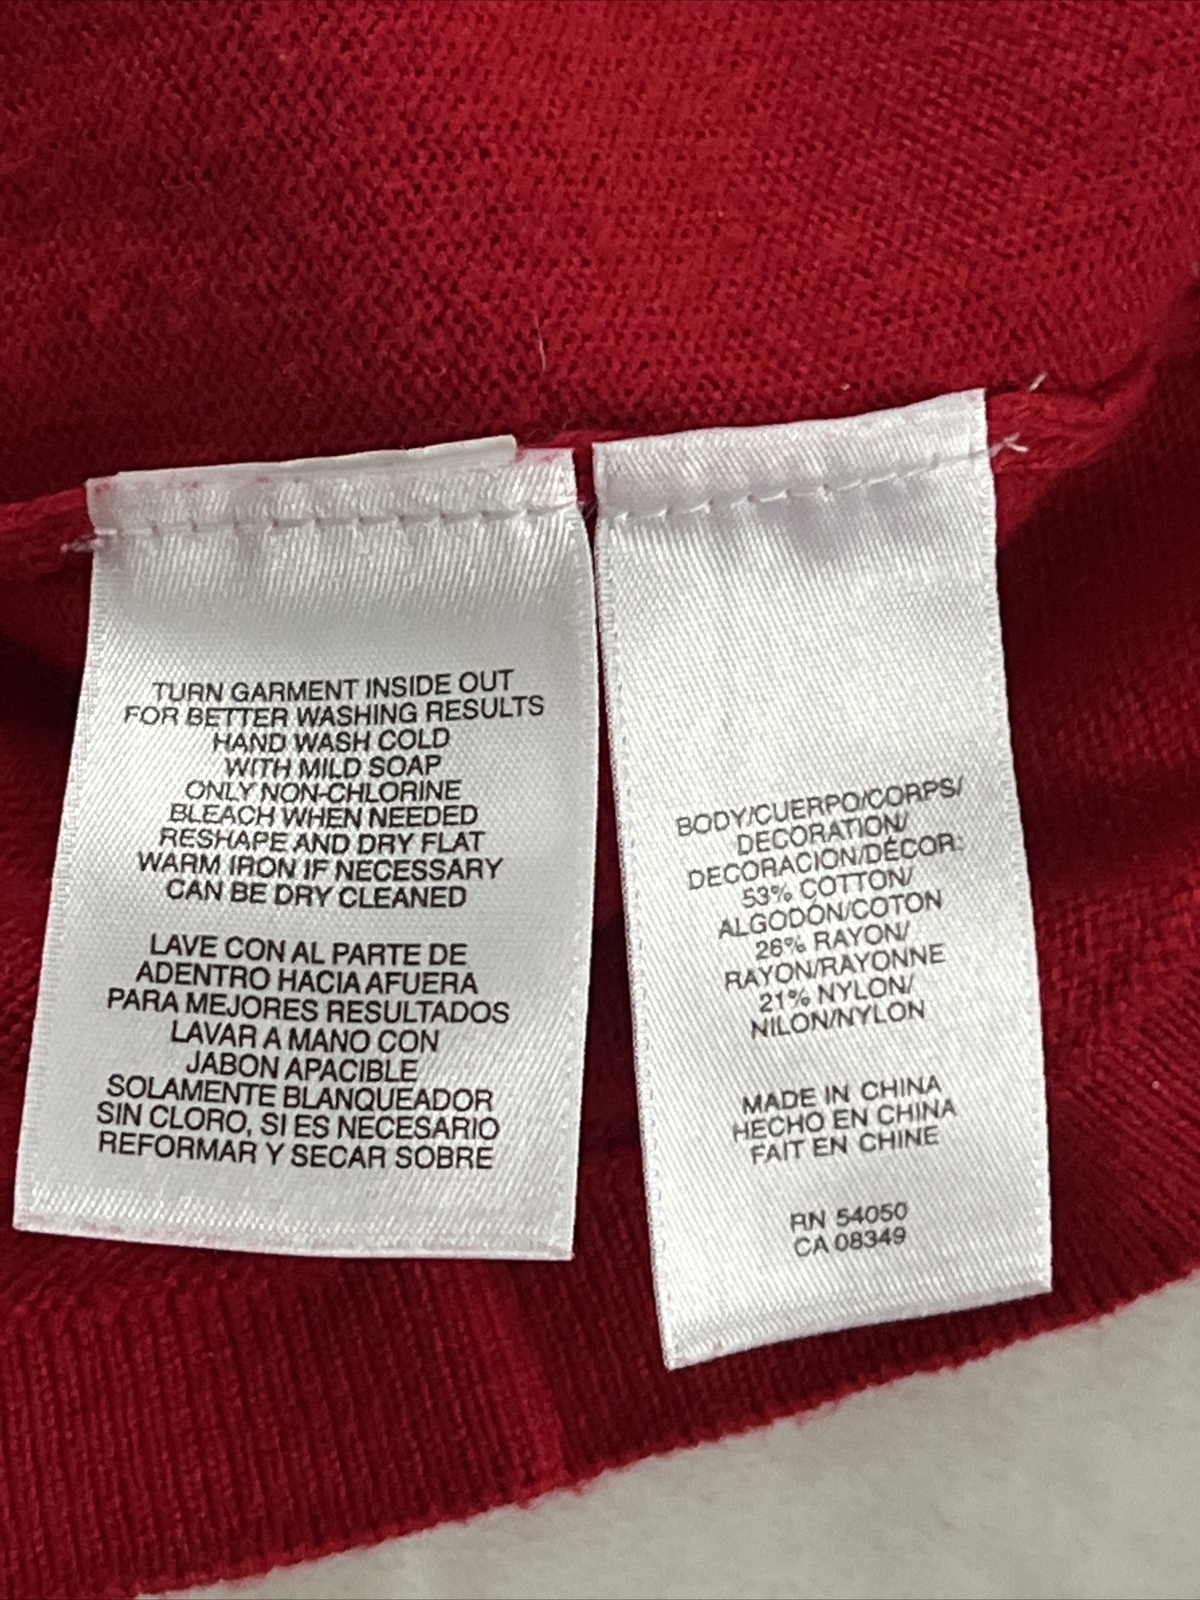 TURN GARMENT INSIDE OUT
FOR BETTER WASHING RESULTS
HAND WASH COLD
WITH MILD SOAP
ONLY NON-CHLORINE
BLEACH WHEN NEEDED
RESHAPE AND DRY FLAT
WARM IRON IF NECESSARY
CAN BE DRY CLEANED
LAVE CON AL PARTE DE
ADENTRO HACIA AFUERA
PARA MEJORES RESULTADOS
LAVAR A MANO CON
JABON APACIBLE
SOLAMENTE BLANQUEADOR
SIN CLORO, SI ES NECESARIO
REFORMAR Y SECAR SOBRE
BODY/CUERPO/CORPS/
DECORATION/
DECORACION/DÉCOR:
53% COTTON/
ALGODÓN/COTON
26% RAYON/
RAYON/RAYONNE
21% NYLON/
NILON/NYLON
MADE IN CHINA
HECHO EN CHINA
FAIT EN CHINE
RN 54050
CA 08349